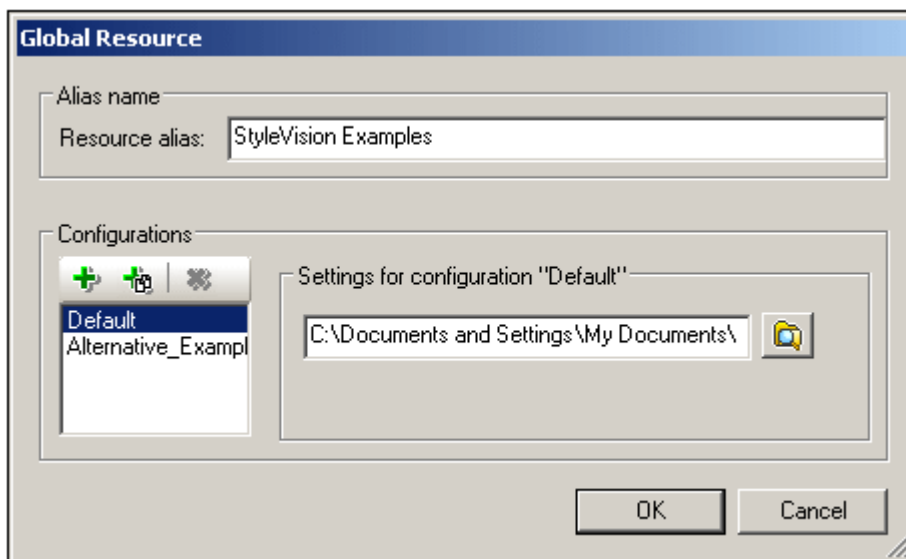 Global Resource
Alias name
Resource alias: StyleVision Examples
Configurations
Settings for configuration "Default"
Default
Alternative_Exampl
C:\Documents and Settings\My Documents\
OK Cancel